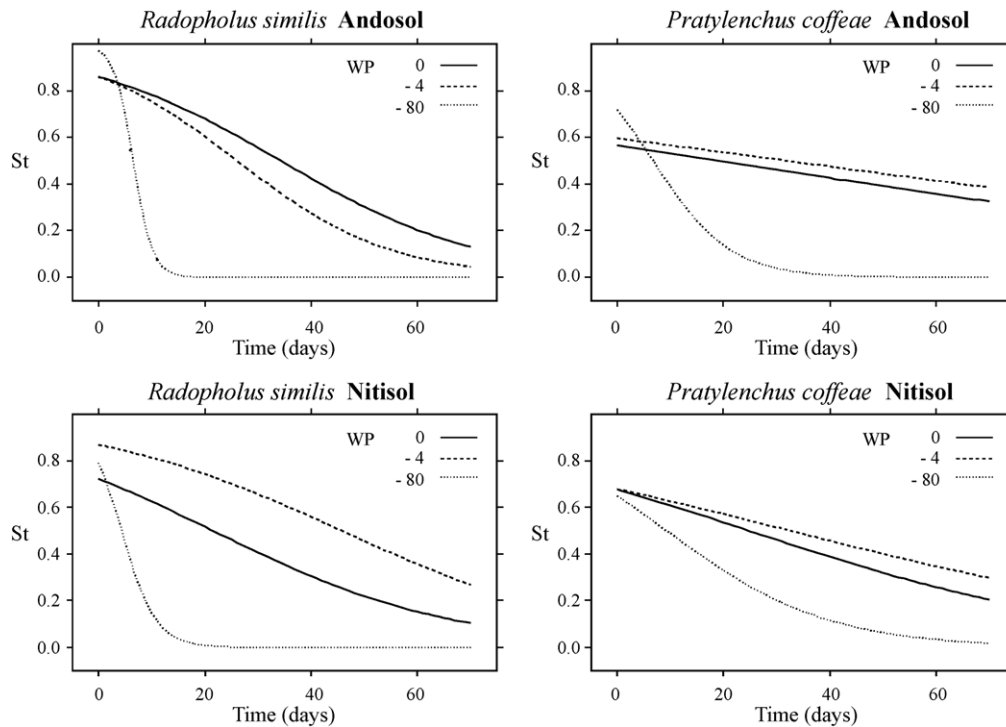 Radopholus similis Andosol
WP 0
- 4
- 80
0.8
0.6
St
0.4
0.2
0.0
0 20 40 60
Time (days)
Pratylenchus coffeae Andosol
WP 0
- 4
- 80
0.8
0.6
St
0.4
0.2
0.0
0 20 40 60
Time (days)
Radopholus similis Nitisol
WP 0
- 4
- 80
0.8
0.6
St
0.4
0.2
0.0
0 20 40 60
Time (days)
Pratylenchus coffeae Nitisol
WP 0
- 4
- 80
0.8
0.6
St
0.4
0.2
0.0
0 20 40 60
Time (days)